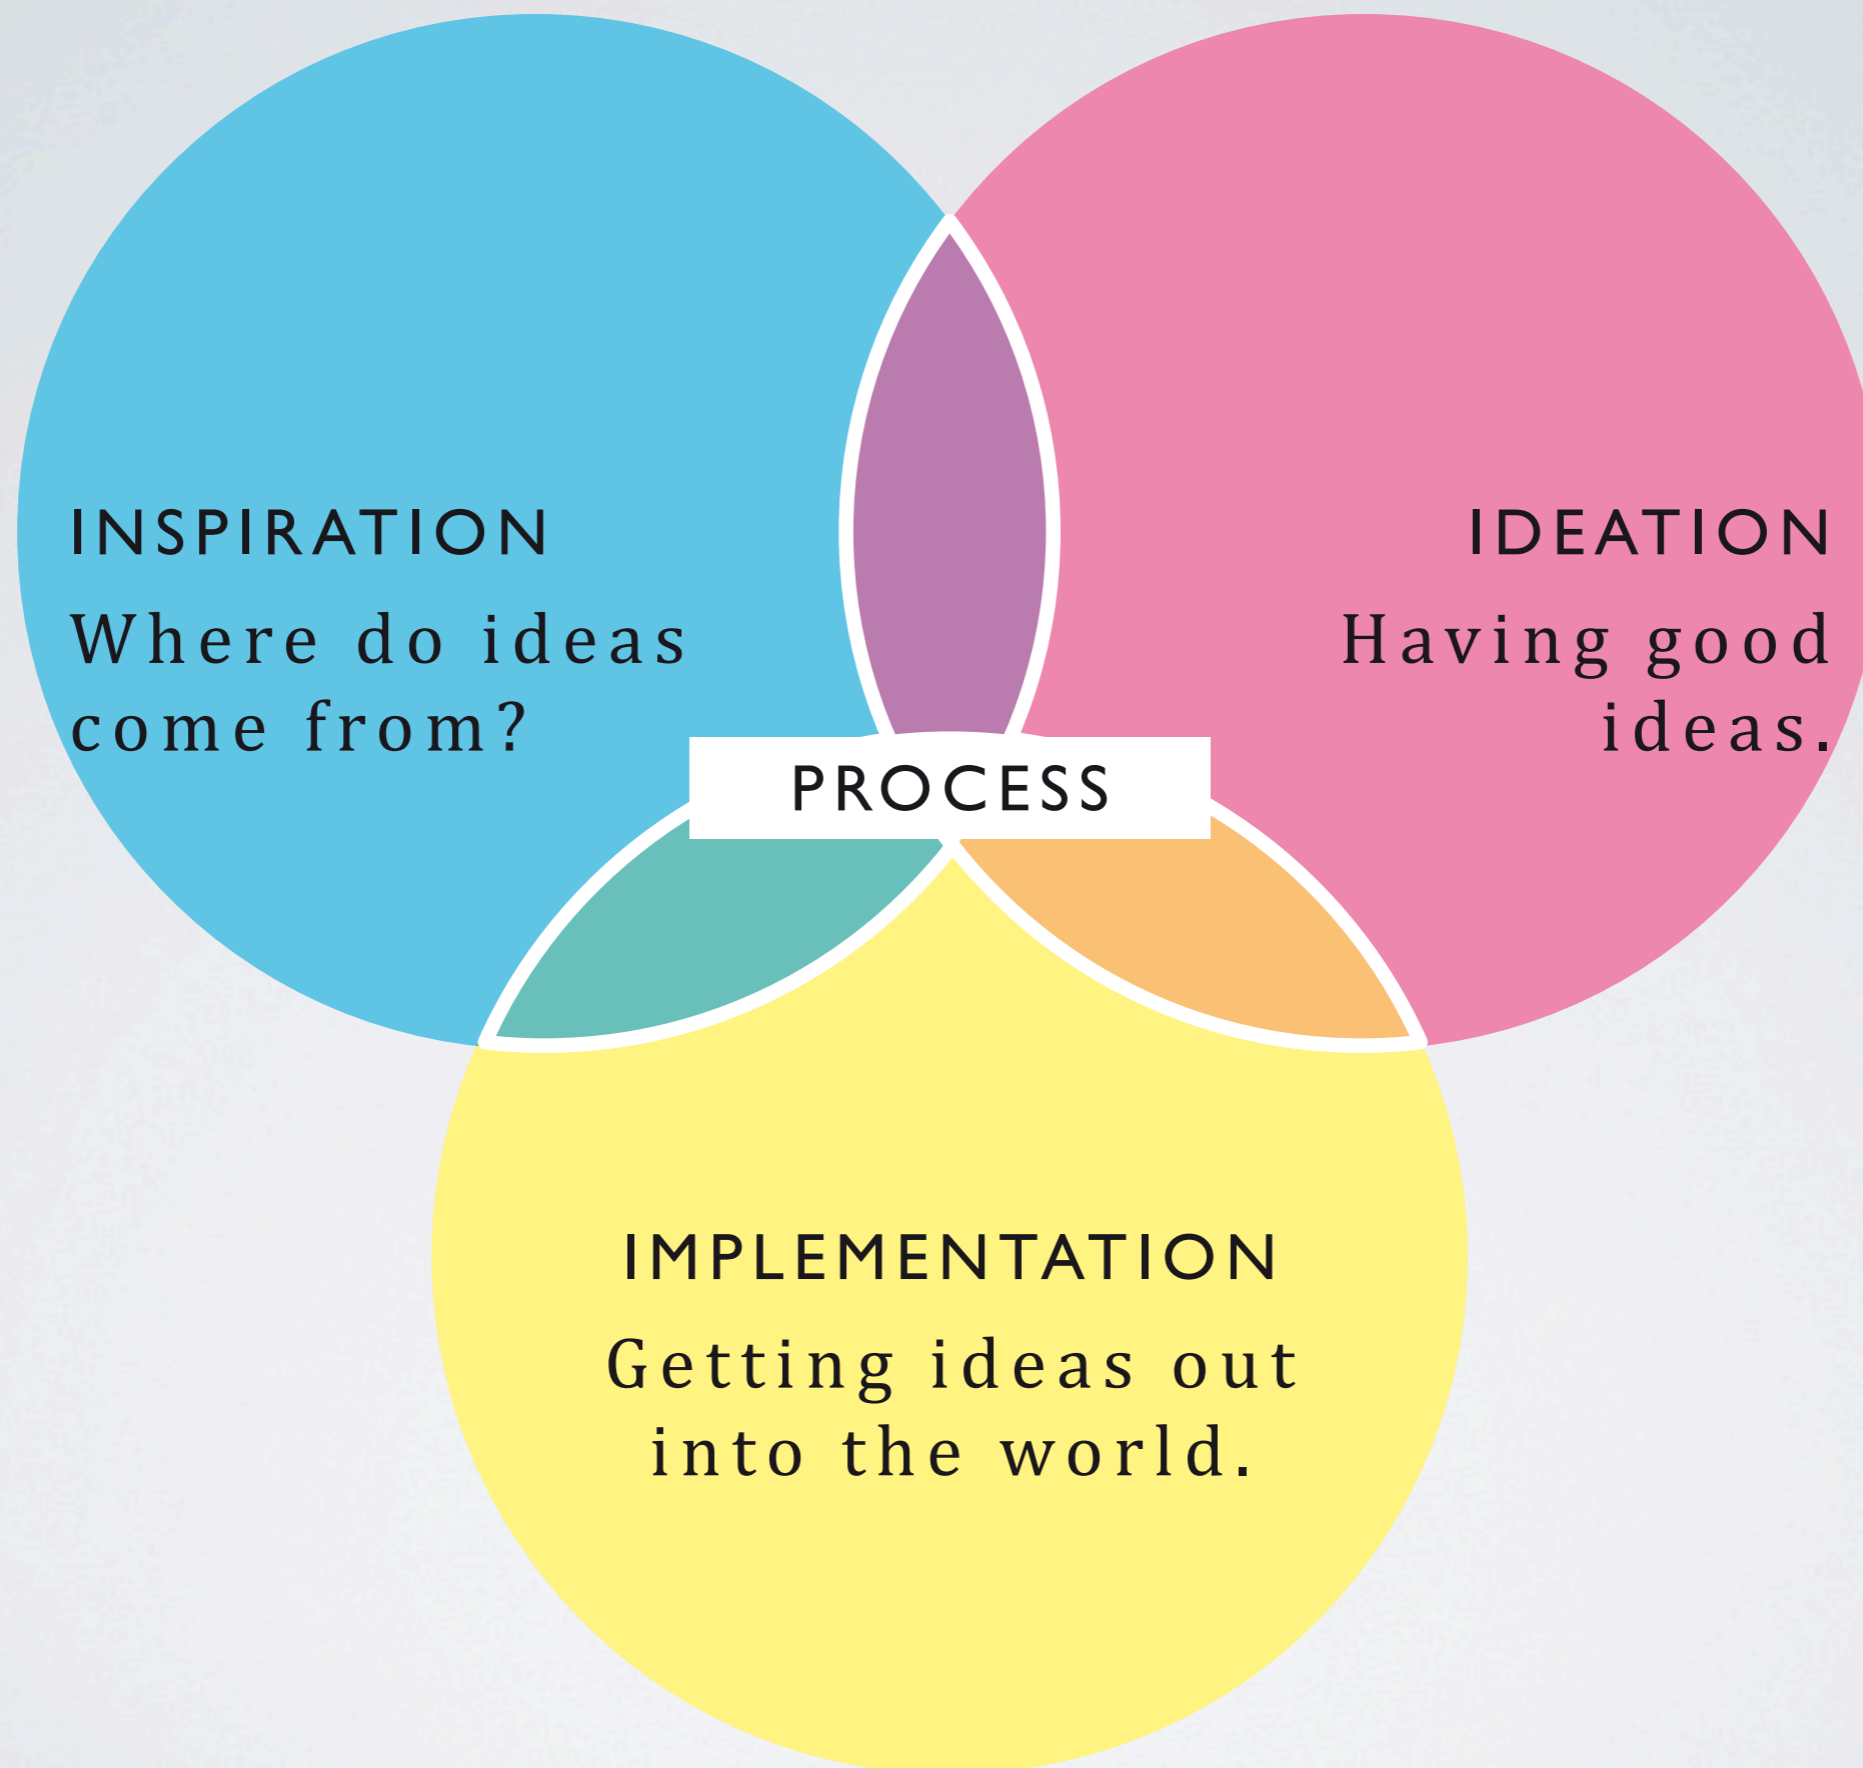 INSPIRATION
Where do ideas
come from?
IDEATION
Having good
ideas.
PROCESS
IMPLEMENTATION
Getting ideas out
into the world.